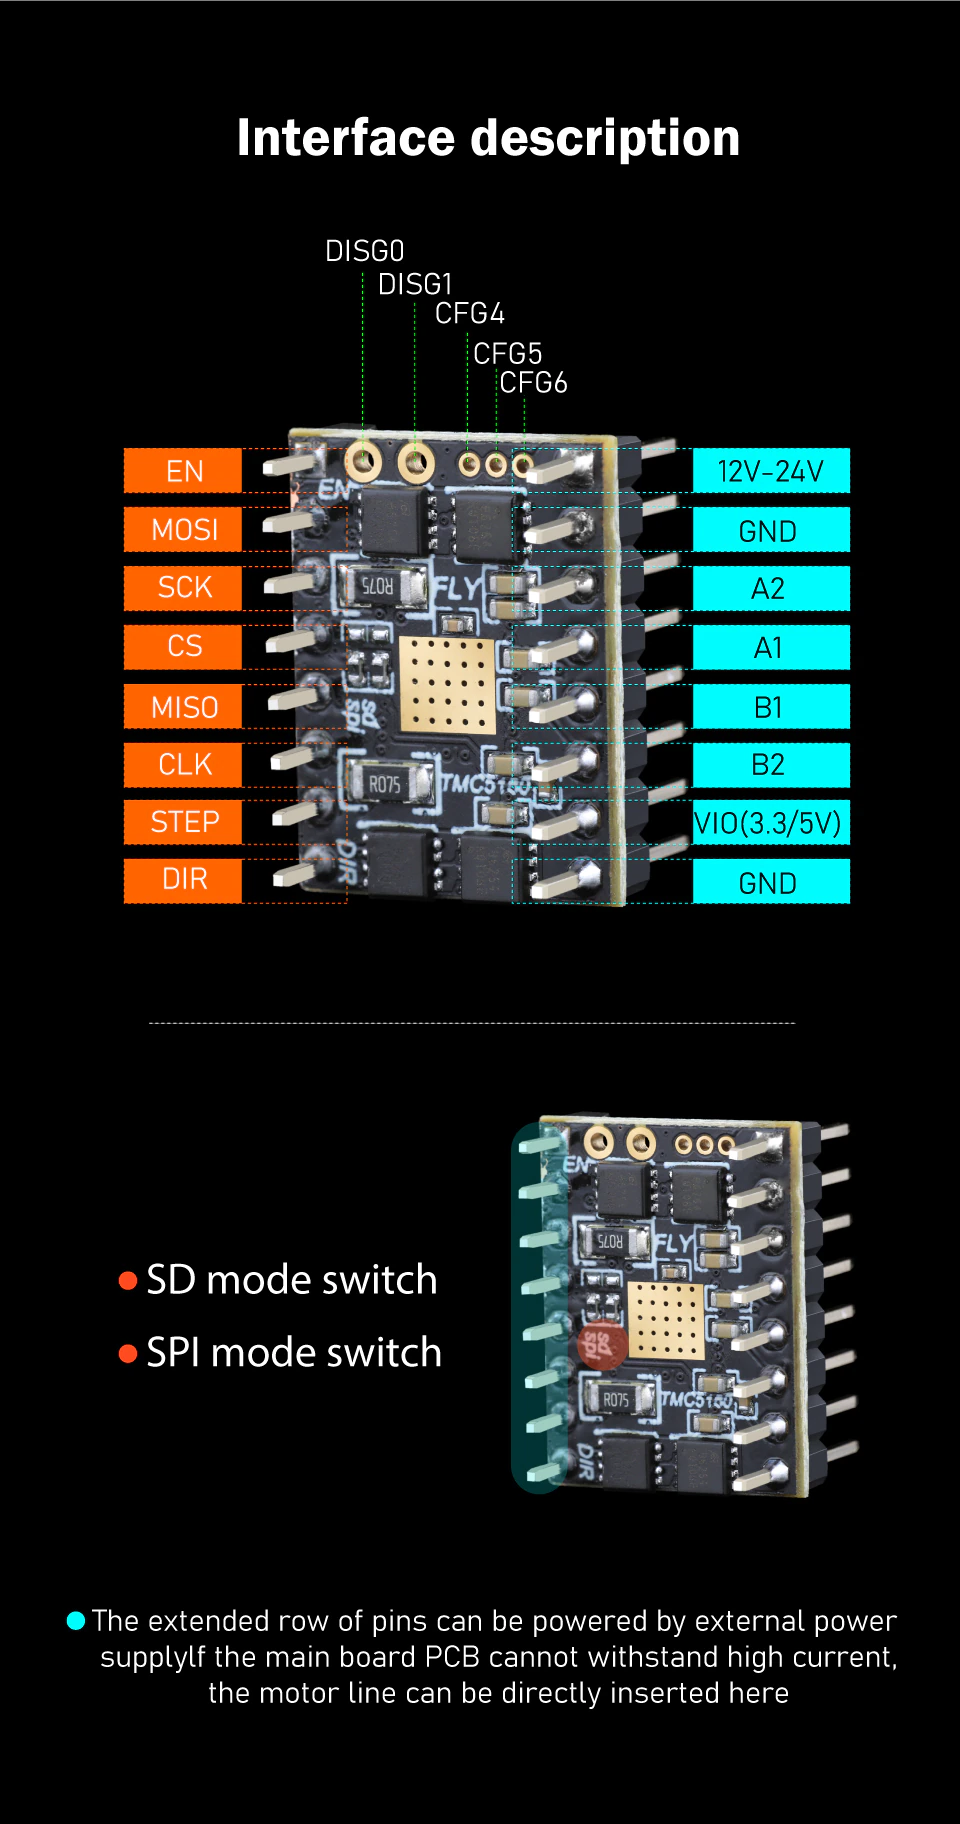 Interface description
DISG0
DISG1
CFG4
CFG5
CFG6
EN
12V-24V
MOSI
GND
SCK
A2
CS
A1
MISO
B1
CLK
B2
STEP
VIO(3.3/5V)
DIR
GND
EN
R075
FLY
sd
spi
R075
TMC5160
DIR
SD mode switch
SPI mode switch
EN
R075
FLY
sd
spi
R075
TMC5160
DIR
The extended row of pins can be powered by external power
supplyIf the main board PCB cannot withstand high current,
the motor line can be directly inserted here